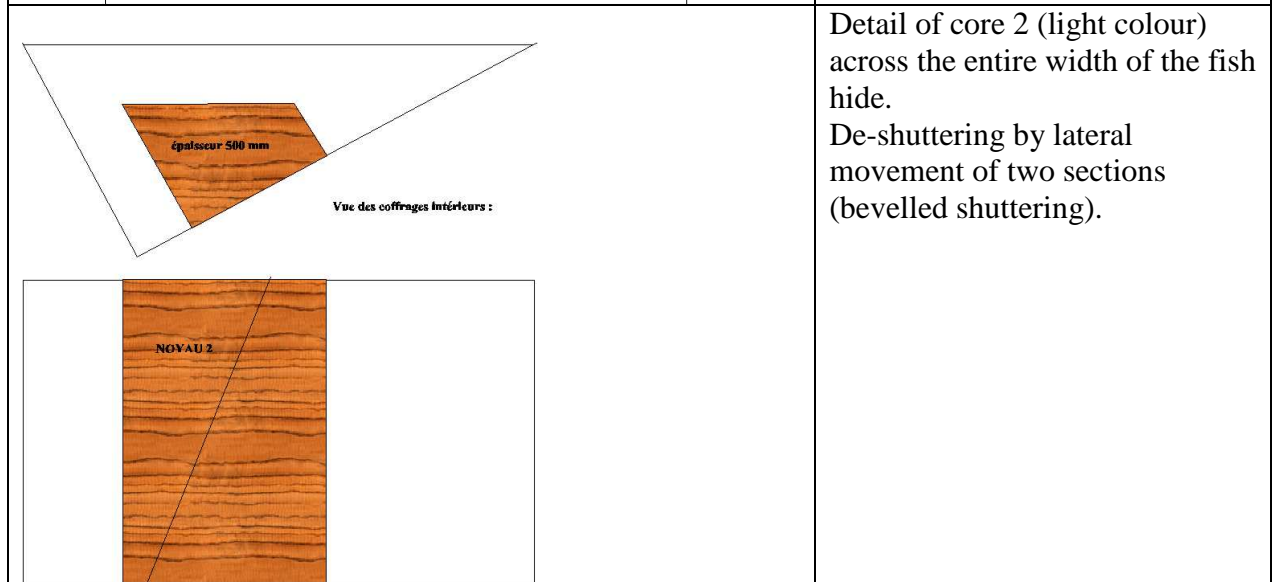 Detail of core 2 (light colour)
across the entire width of the fish
hide.
De-shuttering by lateral
movement of two sections
(bevelled shuttering).
épaisseur 500 mm
Vue des coffrages intérieurs :
NOYAU 2